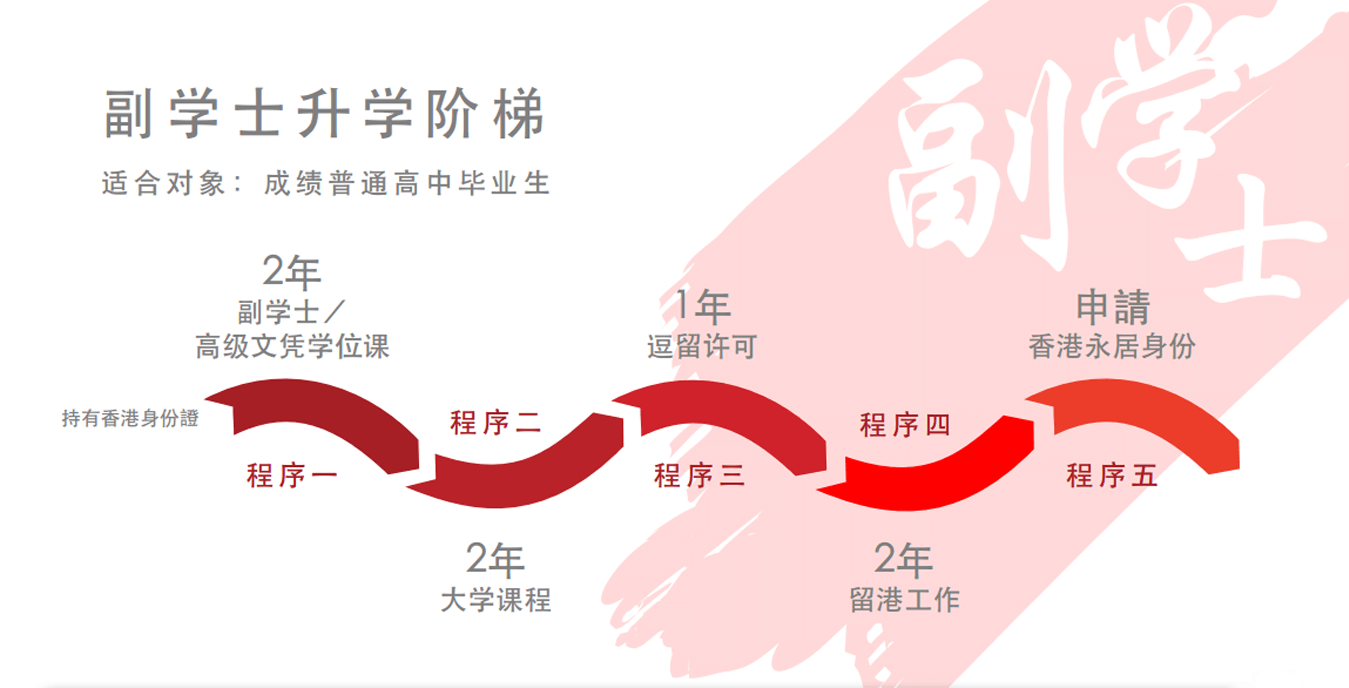 副学士升学阶梯
适合对象：成绩普通高中毕业生
副学士
2年
副学士／
高级文凭学位课
1年
逗留许可
申請
香港永居身份
持有香港身份證
程序一
程序二
程序三
程序四
程序五
2年
大学课程
2年
留港工作